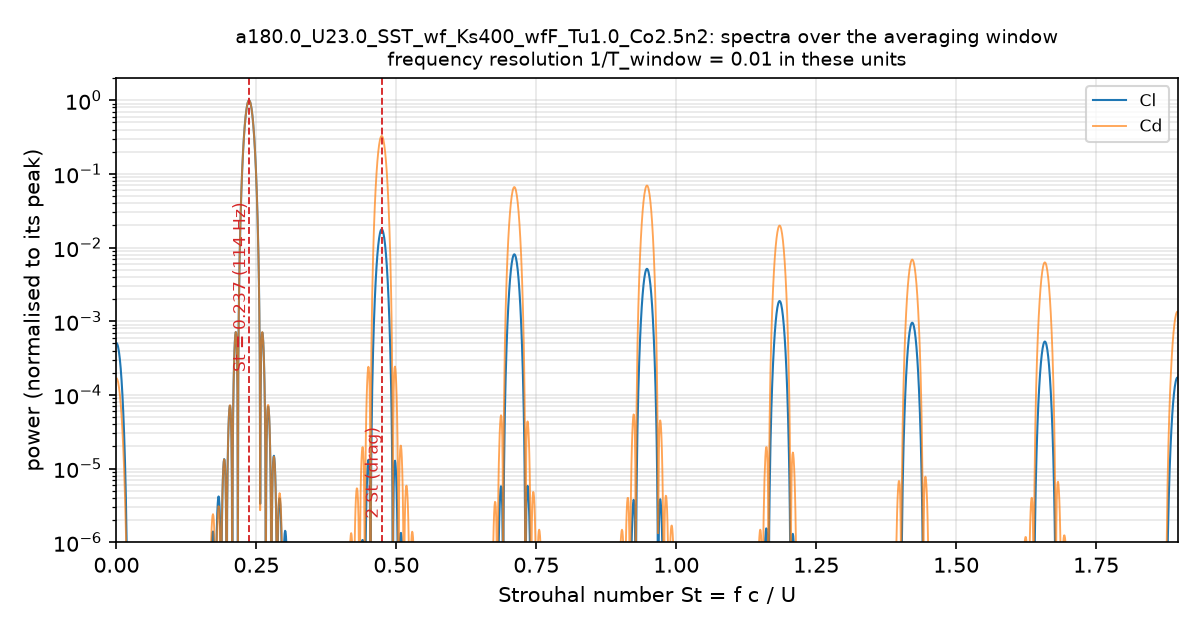 a180.0_U23.0_SST_wf_Ks400_wfF_Tu1.0_Co2.5n2: spectra over the averaging window
frequency resolution 1/T_window = 0.01 in these units
power (normalised to its peak)
10⁰
10⁻¹
10⁻²
10⁻³
10⁻⁴
10⁻⁵
10⁻⁶
St = 0.237 (114 Hz)
2 St (drag)
Cl
Cd
0.00 0.25 0.50 0.75 1.00 1.25 1.50 1.75
Strouhal number St = f c / U